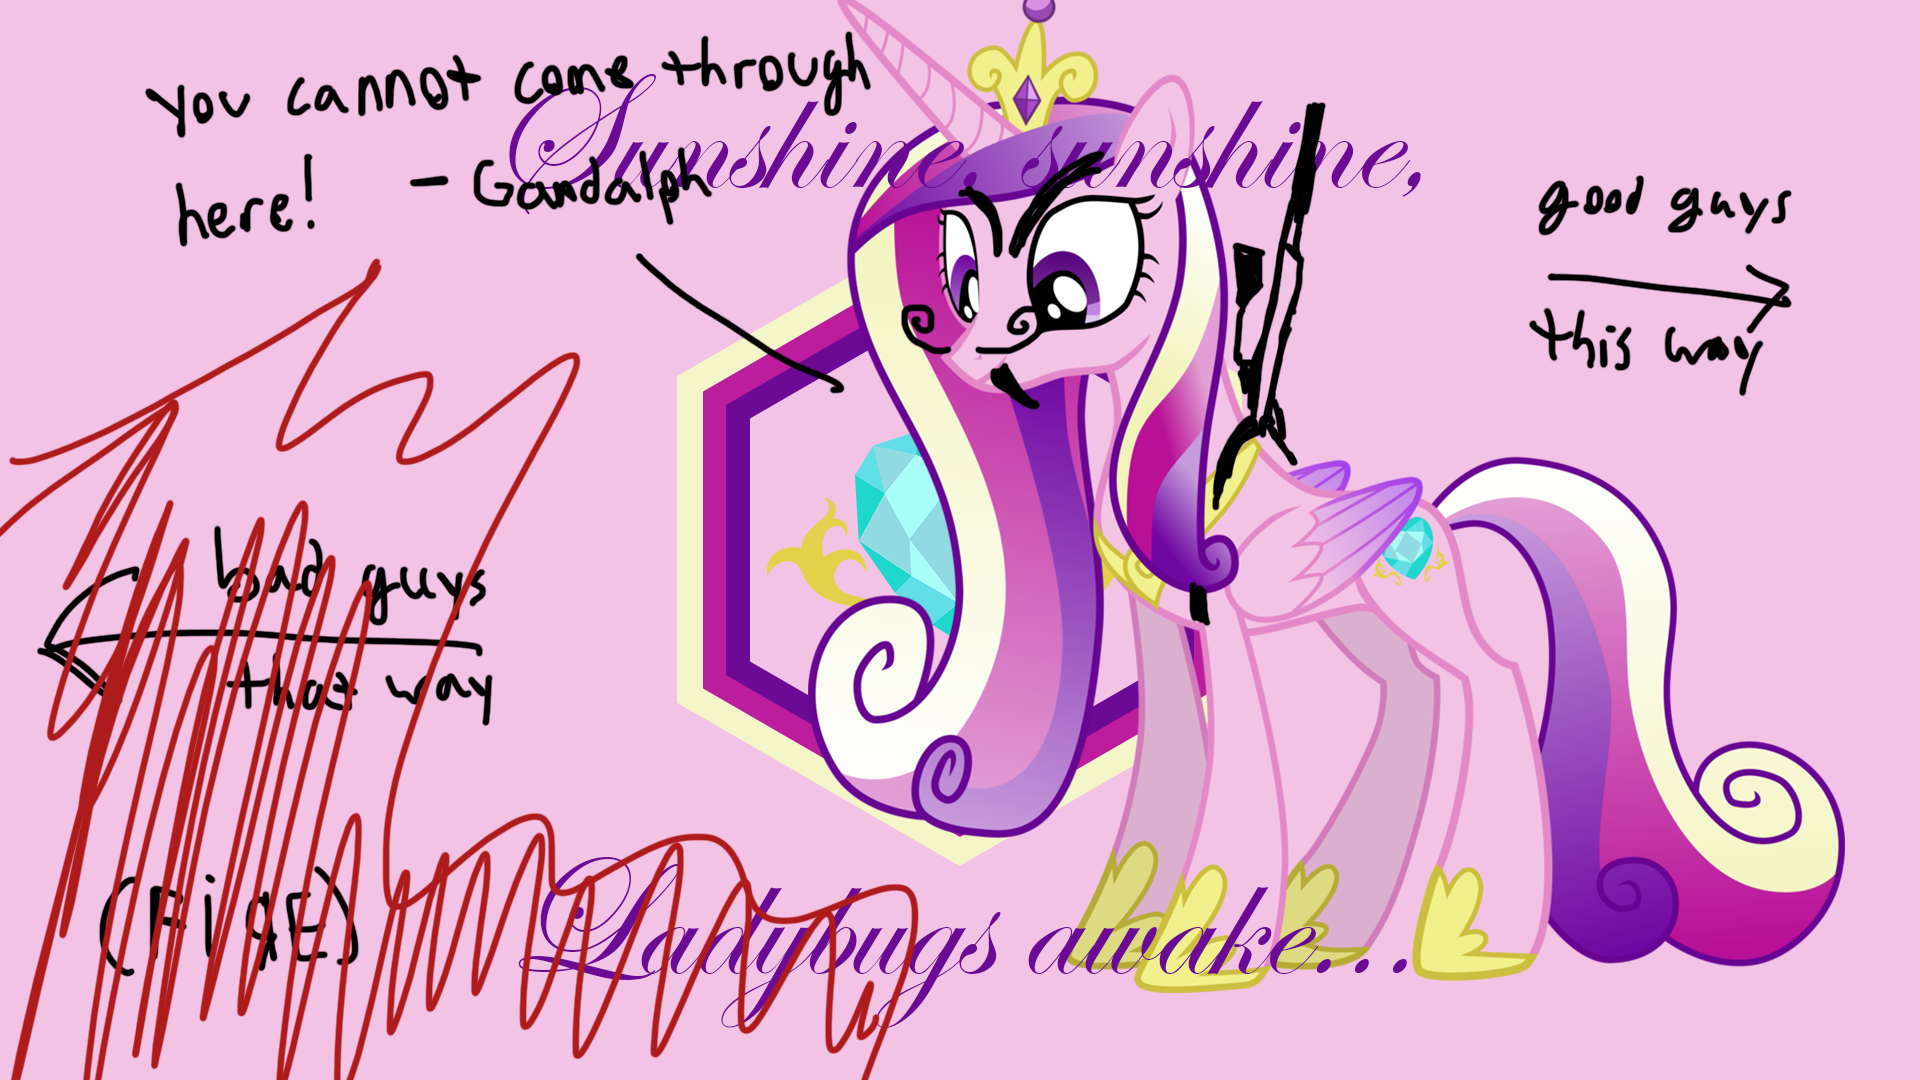 You cannot come through
here! - Gandalph
Sunshine, sunshine,
good guys
this way
bad guys
that way
(FiRE)
Ladybugs awake...